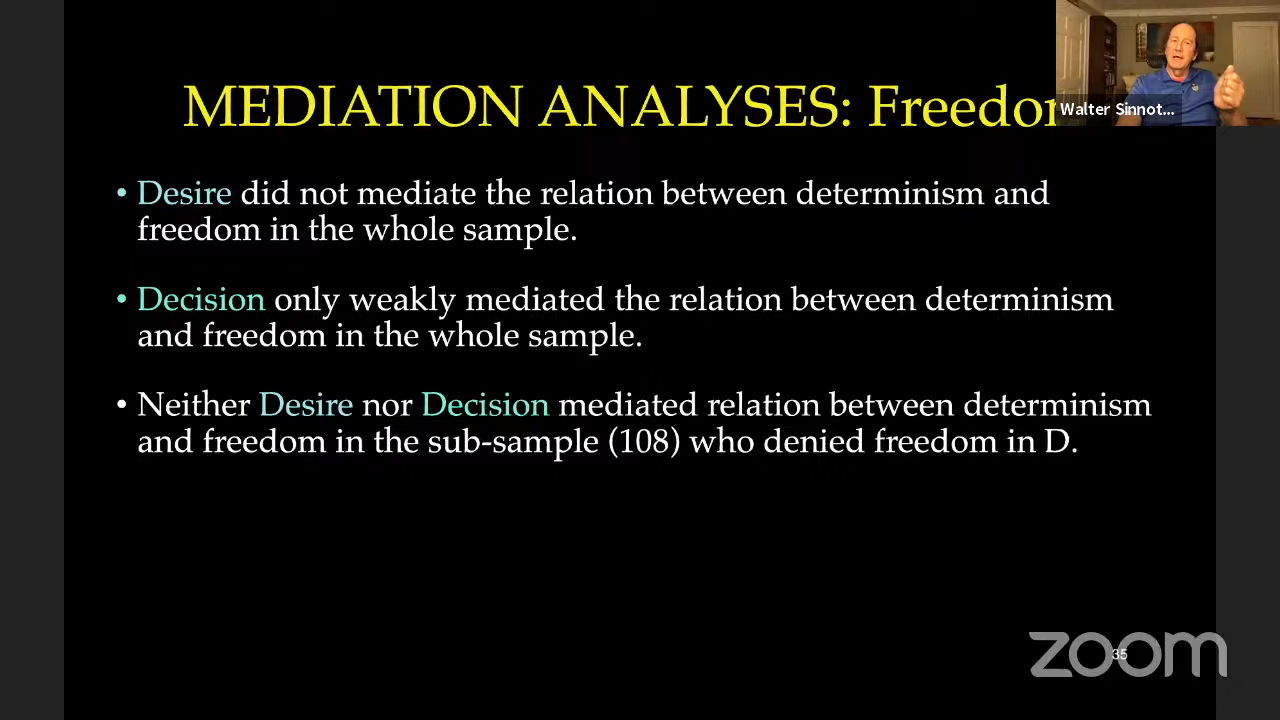 MEDIATION ANALYSES: Freedo
Walter Sinnot...
• Desire did not mediate the relation between determinism and
freedom in the whole sample.
• Decision only weakly mediated the relation between determinism
and freedom in the whole sample.
• Neither Desire nor Decision mediated relation between determinism
and freedom in the sub-sample (108) who denied freedom in D.
zoom
35